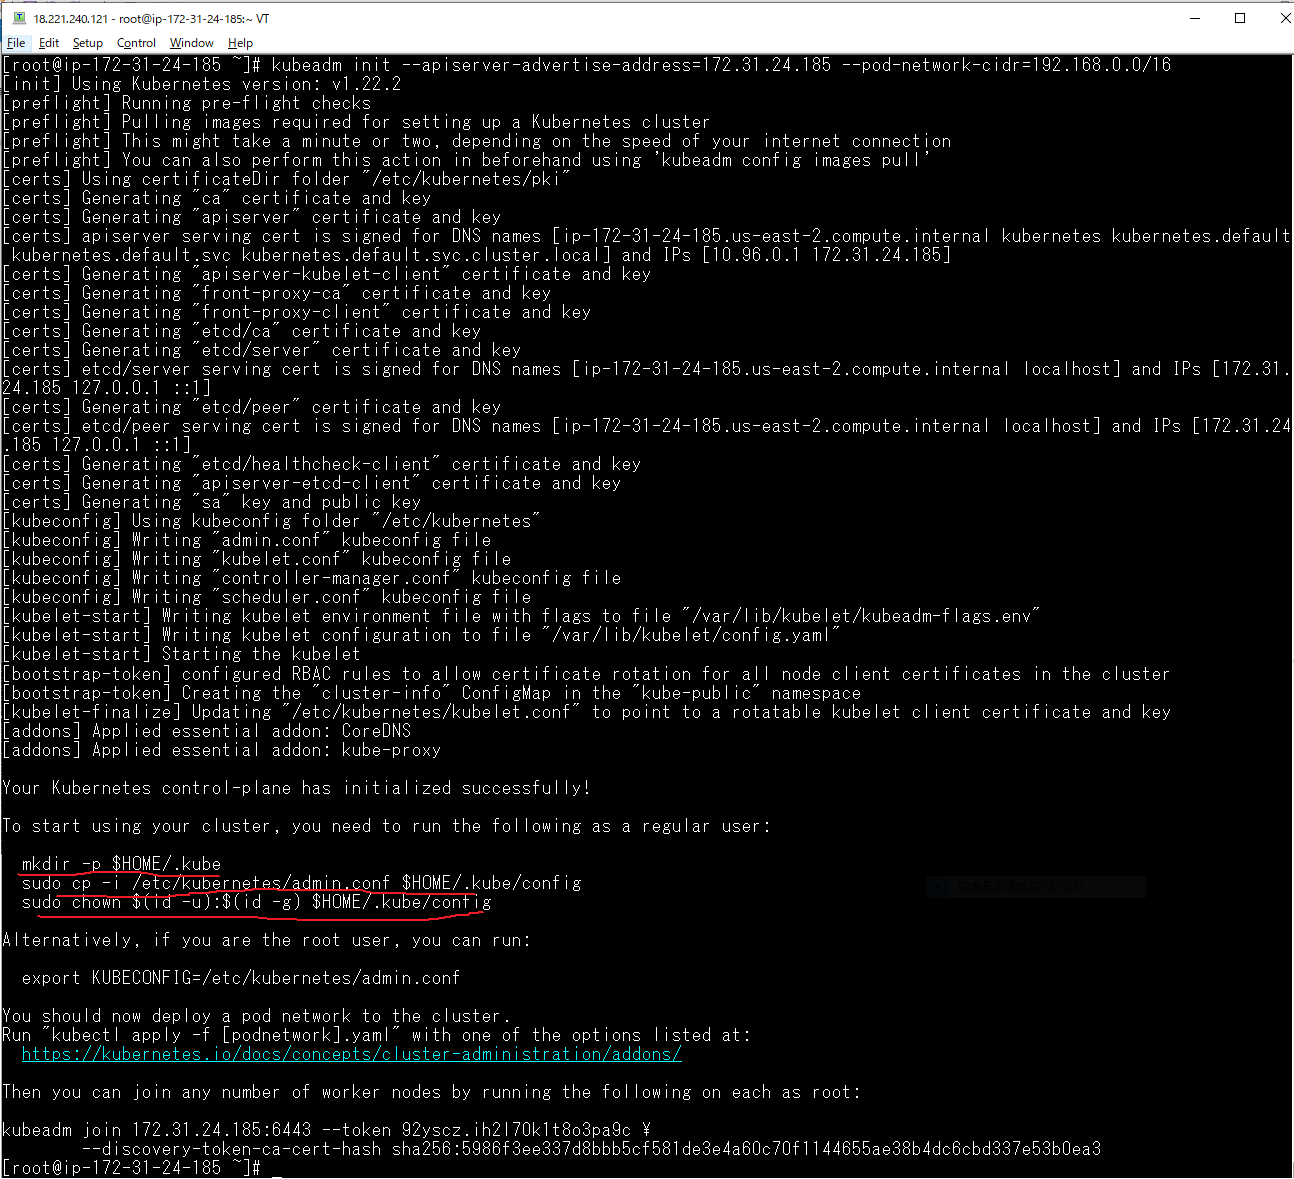 18.221.240.121 - root@ip-172-31-24-185:~ VT
File Edit Setup Control Window Help
[root@ip-172-31-24-185 ~]# kubeadm init --apiserver-advertise-address=172.31.24.185 --pod-network-cidr=192.168.0.0/16
[init] Using Kubernetes version: v1.22.2
[preflight] Running pre-flight checks
[preflight] Pulling images required for setting up a Kubernetes cluster
[preflight] This might take a minute or two, depending on the speed of your internet connection
[preflight] You can also perform this action in beforehand using 'kubeadm config images pull'
[certs] Using certificateDir folder "/etc/kubernetes/pki"
[certs] Generating "ca" certificate and key
[certs] Generating "apiserver" certificate and key
[certs] apiserver serving cert is signed for DNS names [ip-172-31-24-185.us-east-2.compute.internal kubernetes kubernetes.default
 kubernetes.default.svc kubernetes.default.svc.cluster.local] and IPs [10.96.0.1 172.31.24.185]
[certs] Generating "apiserver-kubelet-client" certificate and key
[certs] Generating "front-proxy-ca" certificate and key
[certs] Generating "front-proxy-client" certificate and key
[certs] Generating "etcd/ca" certificate and key
[certs] Generating "etcd/server" certificate and key
[certs] etcd/server serving cert is signed for DNS names [ip-172-31-24-185.us-east-2.compute.internal localhost] and IPs [172.31.
24.185 127.0.0.1 ::1]
[certs] Generating "etcd/peer" certificate and key
[certs] etcd/peer serving cert is signed for DNS names [ip-172-31-24-185.us-east-2.compute.internal localhost] and IPs [172.31.24
.185 127.0.0.1 ::1]
[certs] Generating "etcd/healthcheck-client" certificate and key
[certs] Generating "apiserver-etcd-client" certificate and key
[certs] Generating "sa" key and public key
[kubeconfig] Using kubeconfig folder "/etc/kubernetes"
[kubeconfig] Writing "admin.conf" kubeconfig file
[kubeconfig] Writing "kubelet.conf" kubeconfig file
[kubeconfig] Writing "controller-manager.conf" kubeconfig file
[kubeconfig] Writing "scheduler.conf" kubeconfig file
[kubelet-start] Writing kubelet environment file with flags to file "/var/lib/kubelet/kubeadm-flags.env"
[kubelet-start] Writing kubelet configuration to file "/var/lib/kubelet/config.yaml"
[kubelet-start] Starting the kubelet
[bootstrap-token] configured RBAC rules to allow certificate rotation for all node client certificates in the cluster
[bootstrap-token] Creating the "cluster-info" ConfigMap in the "kube-public" namespace
[kubelet-finalize] Updating "/etc/kubernetes/kubelet.conf" to point to a rotatable kubelet client certificate and key
[addons] Applied essential addon: CoreDNS
[addons] Applied essential addon: kube-proxy
Your Kubernetes control-plane has initialized successfully!
To start using your cluster, you need to run the following as a regular user:
mkdir -p $HOME/.kube
sudo cp -i /etc/kubernetes/admin.conf $HOME/.kube/config
sudo chown $(id -u):$(id -g) $HOME/.kube/config
Alternatively, if you are the root user, you can run:
export KUBECONFIG=/etc/kubernetes/admin.conf
You should now deploy a pod network to the cluster.
Run "kubectl apply -f [podnetwork].yaml" with one of the options listed at:
https://kubernetes.io/docs/concepts/cluster-administration/addons/
Then you can join any number of worker nodes by running the following on each as root:
kubeadm join 172.31.24.185:6443 --token 92yscz.ih2l70k1t8o3pa9c ¥
--discovery-token-ca-cert-hash sha256:5986f3ee337d8bbb5cf581de3e4a60c70f1144655ae38b4dc6cbd337e53b0ea3
[root@ip-172-31-24-185 ~]#